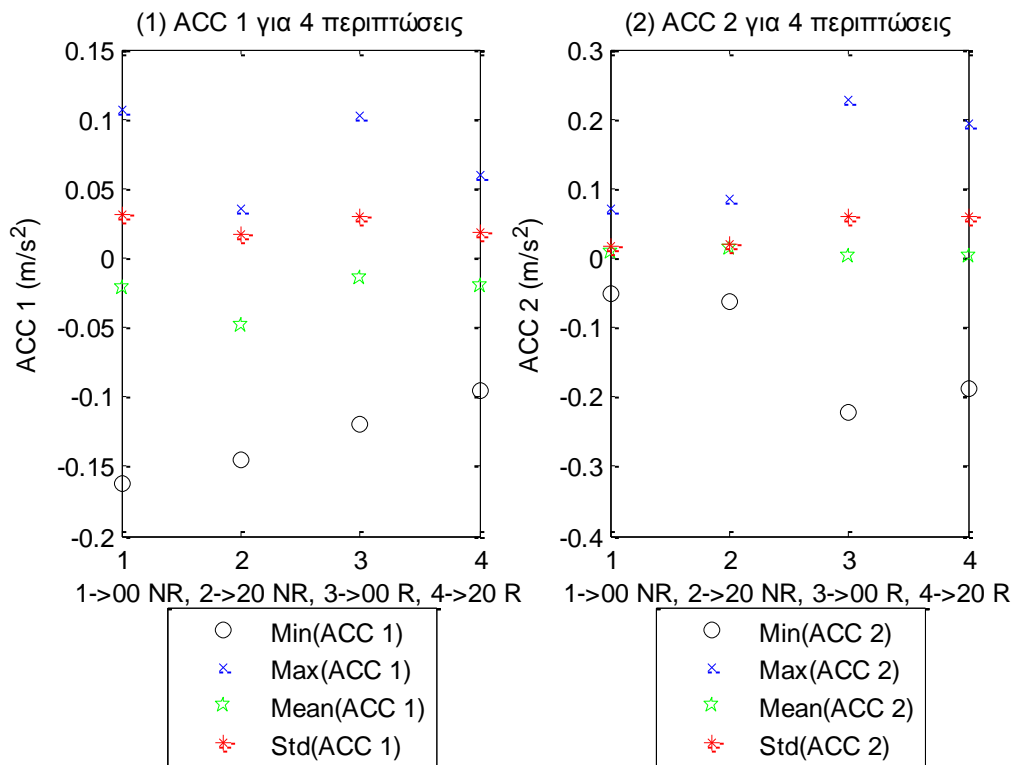 (1) ACC 1 για 4 περιπτώσεις
0.15
0.1
0.05
0
-0.05
-0.1
-0.15
-0.2
ACC 1 (m/s²)
1 2 3 4
1->00 NR, 2->20 NR, 3->00 R, 4->20 R
Min(ACC 1)
Max(ACC 1)
Mean(ACC 1)
Std(ACC 1)
(2) ACC 2 για 4 περιπτώσεις
0.3
0.2
0.1
0
-0.1
-0.2
-0.3
-0.4
ACC 2 (m/s²)
1 2 3 4
1->00 NR, 2->20 NR, 3->00 R, 4->20 R
Min(ACC 2)
Max(ACC 2)
Mean(ACC 2)
Std(ACC 2)